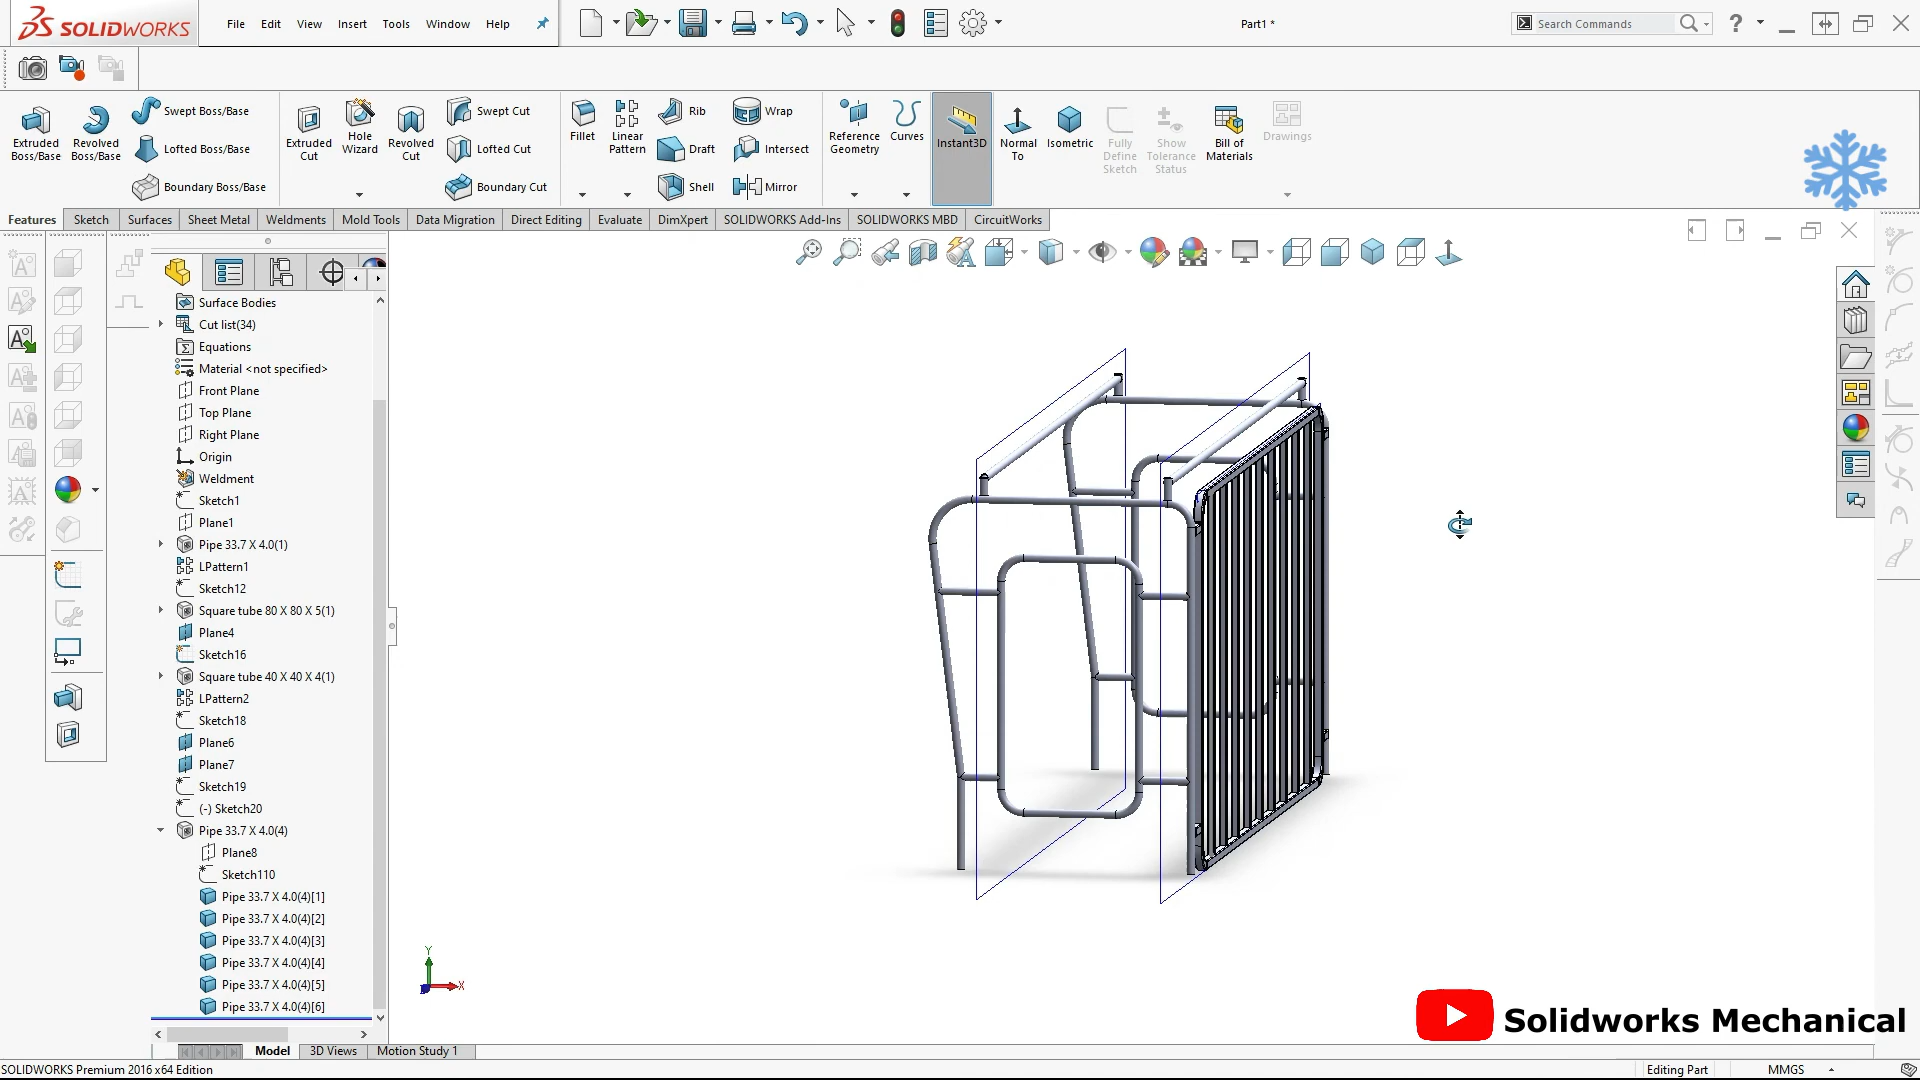 SOLIDWORKS
File Edit View Insert Tools Window Help
Part1 *
Search Commands
?
Extruded Boss/Base
Revolved Boss/Base
Swept Boss/Base
Lofted Boss/Base
Boundary Boss/Base
Extruded Cut
Hole Wizard
Revolved Cut
Swept Cut
Lofted Cut
Boundary Cut
Fillet
Linear Pattern
Rib
Draft
Shell
Wrap
Intersect
Mirror
Reference Geometry
Curves
Instant3D
Normal To
Isometric
Fully Define Sketch
Show Tolerance Status
Bill of Materials
Drawings
Features Sketch Surfaces Sheet Metal Weldments Mold Tools Data Migration Direct Editing Evaluate DimXpert SOLIDWORKS Add-Ins SOLIDWORKS MBD CircuitWorks
Surface Bodies
Cut list(34)
Equations
Material <not specified>
Front Plane
Top Plane
Right Plane
Origin
Weldment
Sketch1
Plane1
Pipe 33.7 X 4.0(1)
LPattern1
Sketch12
Square tube 80 X 80 X 5(1)
Plane4
Sketch16
Square tube 40 X 40 X 4(1)
LPattern2
Sketch18
Plane6
Plane7
Sketch19
(-) Sketch20
Pipe 33.7 X 4.0(4)
Plane8
Sketch110
Pipe 33.7 X 4.0(4)[1]
Pipe 33.7 X 4.0(4)[2]
Pipe 33.7 X 4.0(4)[3]
Pipe 33.7 X 4.0(4)[4]
Pipe 33.7 X 4.0(4)[5]
Pipe 33.7 X 4.0(4)[6]
Y
X
Solidworks Mechanical
Model 3D Views Motion Study 1
SOLIDWORKS Premium 2016 x64 Edition
Editing Part
MMGS